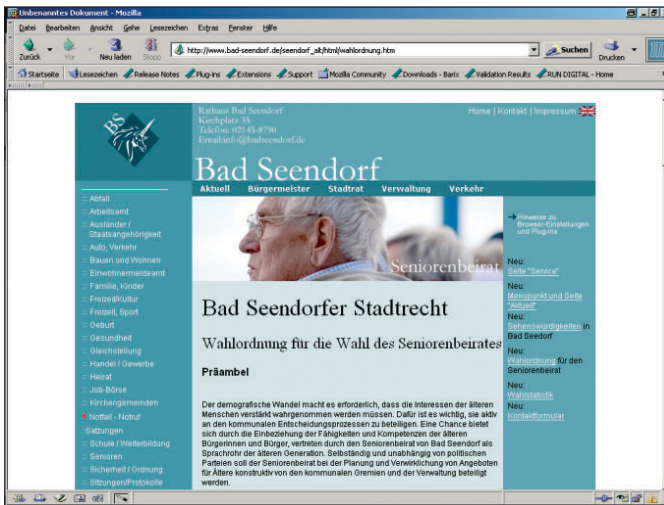 Unbenanntes Dokument - Mozilla
Datei Bearbeiten Ansicht Gehe Lesezeichen Extras Fenster Hilfe
Zurück Vor Neu laden Stopp http://www.bad-seendorf.de/seendorf_alt/html/wahlordnung.htm Suchen Drucken
Startseite Lesezeichen Release Notes Plug-ins Extensions Support Mozilla Community Downloads - Barix Validation Results RUN DIGITAL - Home
BS
Rathaus Bad Seendorf
Kirchplatz 35
Telefon: 02145-8790
Email:info@badseendorf.de
Home | Kontakt | Impressum
Bad Seendorf
Aktuell Bürgermeister Stadtrat Verwaltung Verkehr
:: Abfall
:: Arbeitsamt
:: Ausländer /
Staatsangehörigkeit
:: Auto, Verkehr
:: Bauen und Wohnen
:: Einwohnermeldeamt
:: Familie, Kinder
:: Freizeit/Kultur
:: Freizeit, Sport
:: Geburt
:: Gesundheit
:: Gleichstellung
:: Handel / Gewerbe
:: Heirat
:: Job-Börse
:: Kirchengemeinden
Notfall - Notruf
:Satzungen
:: Schule / Weiterbildung
:: Senioren
:: Sicherheit / Ordnung
:: Sitzungen/Protokolle
Seniorenbeirat
Bad Seendorfer Stadtrecht
Wahlordnung für die Wahl des Seniorenbeirates
Präambel
Der demografische Wandel macht es erforderlich, dass die Interessen der älteren
Menschen verstärkt wahrgenommen werden müssen. Dafür ist es wichtig, sie aktiv
an den kommunalen Entscheidungsprozessen zu beteiligen. Eine Chance bietet
sich durch die Einbeziehung der Fähigkeiten und Kompetenzen der älteren
Bürgerinnen und Bürger, vertreten durch den Seniorenbeirat von Bad Seendorf als
Sprachrohr der älteren Generation. Selbständig und unabhängig von politischen
Parteien soll der Seniorenbeirat bei der Planung und Verwirklichung von Angeboten
für Ältere konstruktiv von den kommunalen Gremien und der Verwaltung beteiligt
werden.
Hinweise zu
Browser-Einstellungen
und Plug-Ins
Neu:
Seite "Service"
Neu:
Menüpunkt und Seite
"Aktuell"
Neu:
Sehenswürdigkeiten in
Bad Seedorf
Neu:
Wahlordnung für den
Seniorenbeirat
Neu:
Wahlstatistik
Neu:
Kontaktformular